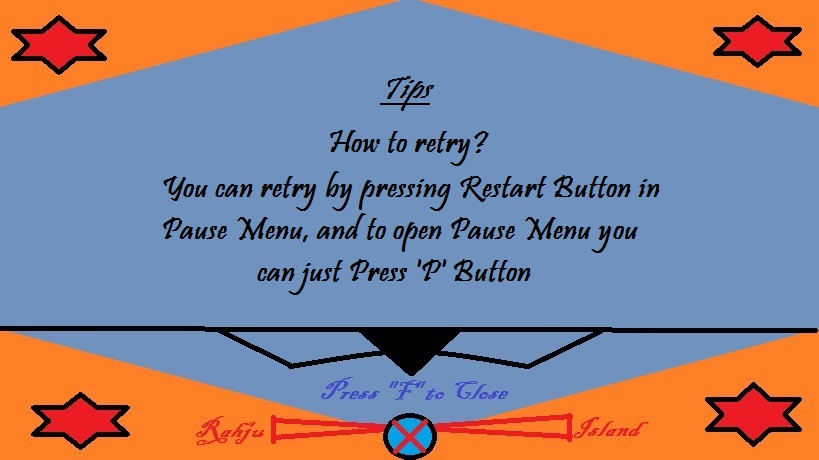 Tips
How to retry?
You can retry by pressing Restart Button in
Pause Menu, and to open Pause Menu you
can just Press 'P' Button
Press "F" to Close
Rahju Island